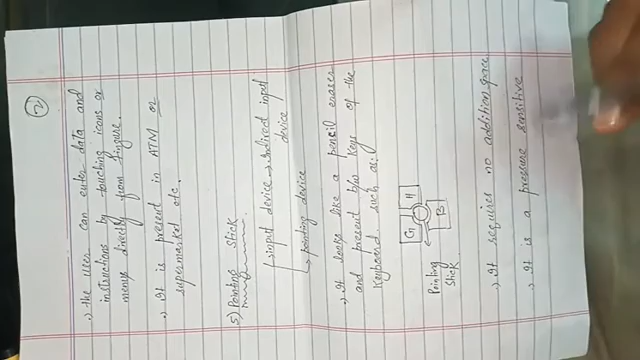 2
→ the user can enter data and
instructions by touching icons or
menus directly from fingure.
→ It is present in ATM or
supermarket etc.
5) Pointing Stick
→ input device → Indirect input
device
→ pointing device
→ It looks like a pencil eraser
and present b/w keys of the
keyboard such as:
G H
B
Pointing
Stick
→ It requires no addition space
→ It is a pressure sensitive